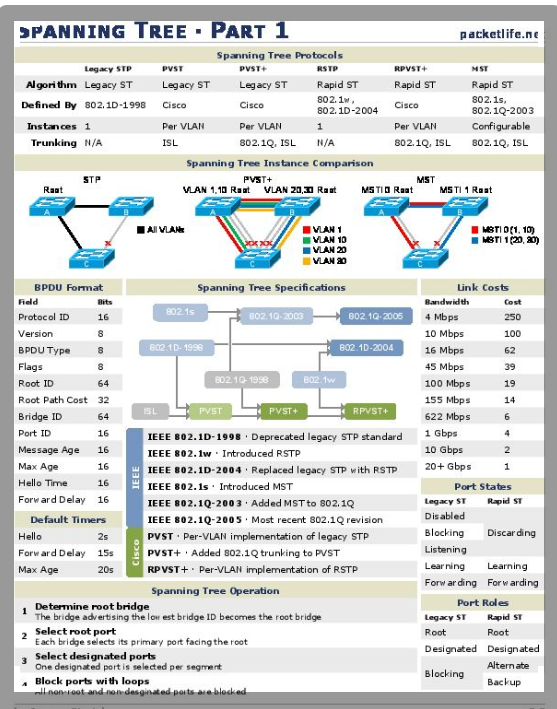 SPANNING TREE · PART 1
packetlife.ne
Spanning Tree Protocols
Legacy STP PVST PVST+ RSTP RPVST+ MST
Algorithm Legacy ST Legacy ST Legacy ST Rapid ST Rapid ST Rapid ST
Defined By 802.1D-1998 Cisco Cisco 802.1w, 802.1D-2004 Cisco 802.1s, 802.1Q-2003
Instances 1 Per VLAN Per VLAN 1 Per VLAN Configurable
Trunking N/A ISL 802.1Q, ISL N/A 802.1Q, ISL 802.1Q, ISL
Spanning Tree Instance Comparison
STP
Root
A B
C
All VLANs
PVST+
VLAN 1,10 Root VLAN 20,30 Root
A B
C
VLAN 1
VLAN 10
VLAN 20
VLAN 30
MST
MSTI 0 Root MSTI 1 Root
A B
C
MSTI 0 (1, 10)
MSTI 1 (20, 30)
BPDU Format
Field Bits
Protocol ID 16
Version 8
BPDU Type 8
Flags 8
Root ID 64
Root Path Cost 32
Bridge ID 64
Port ID 16
Message Age 16
Max Age 16
Hello Time 16
Forward Delay 16
Default Timers
Hello 2s
Forward Delay 15s
Max Age 20s
Spanning Tree Specifications
802.1s 802.1Q-2003 802.1Q-2005
802.1D-1998 802.1D-2004
802.1Q-1998 802.1w
ISL PVST PVST+ RPVST+
IEEE
IEEE 802.1D-1998 · Deprecated legacy STP standard
IEEE 802.1w · Introduced RSTP
IEEE 802.1D-2004 · Replaced legacy STP with RSTP
IEEE 802.1s · Introduced MST
IEEE 802.1Q-2003 · Added MST to 802.1Q
IEEE 802.1Q-2005 · Most recent 802.1Q revision
Cisco
PVST · Per-VLAN implementation of legacy STP
PVST+ · Added 802.1Q trunking to PVST
RPVST+ · Per-VLAN implementation of RSTP
Link Costs
Bandwidth Cost
4 Mbps 250
10 Mbps 100
16 Mbps 62
45 Mbps 39
100 Mbps 19
155 Mbps 14
622 Mbps 6
1 Gbps 4
10 Gbps 2
20+ Gbps 1
Port States
Legacy ST Rapid ST
Disabled
Blocking Discarding
Listening
Learning Learning
Forwarding Forwarding
Port Roles
Legacy ST Rapid ST
Root Root
Designated Designated
Blocking Alternate
Backup
Spanning Tree Operation
1 Determine root bridge
The bridge advertising the lowest bridge ID becomes the root bridge
2 Select root port
Each bridge selects its primary port facing the root
3 Select designated ports
One designated port is selected per segment
4 Block ports with loops
All non-root and non-desginated ports are blocked